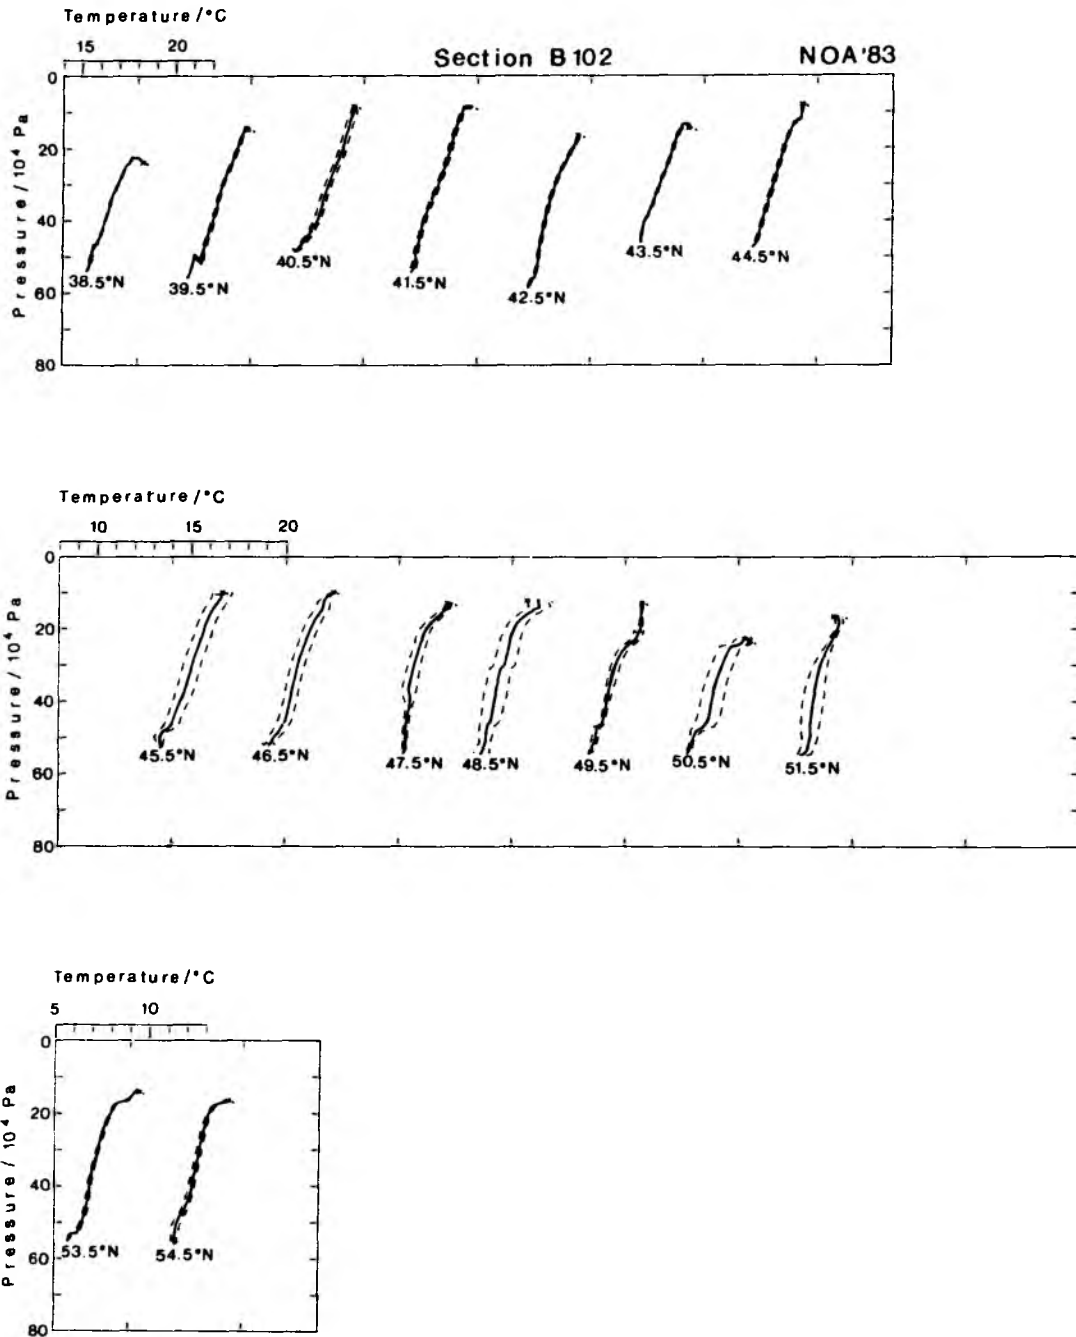 Temperature/°C
15 20
Section B102 NOA'83
0
20
40
60
80
Pressure/10⁴ Pa
38.5°N 39.5°N 40.5°N 41.5°N 42.5°N 43.5°N 44.5°N
Temperature/°C
10 15 20
0
20
40
60
80
Pressure/10⁴ Pa
45.5°N 46.5°N 47.5°N 48.5°N 49.5°N 50.5°N 51.5°N
Temperature/°C
5 10
0
20
40
60
80
Pressure/10⁴ Pa
53.5°N 54.5°N